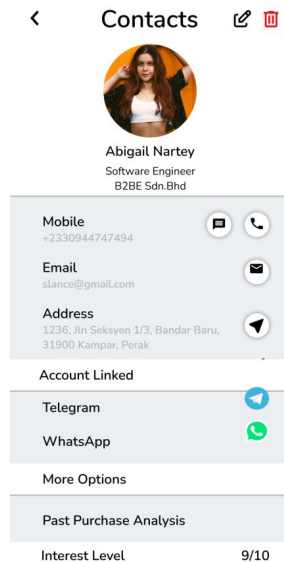 Contacts
Abigail Nartey
Software Engineer
B2BE Sdn.Bhd
Mobile
+2330944747494
Email
slance@gmail.com
Address
1236, Jln Seksyen 1/3, Bandar Baru,
31900 Kampar, Perak
Account Linked
Telegram
WhatsApp
More Options
Past Purchase Analysis
Interest Level 9/10